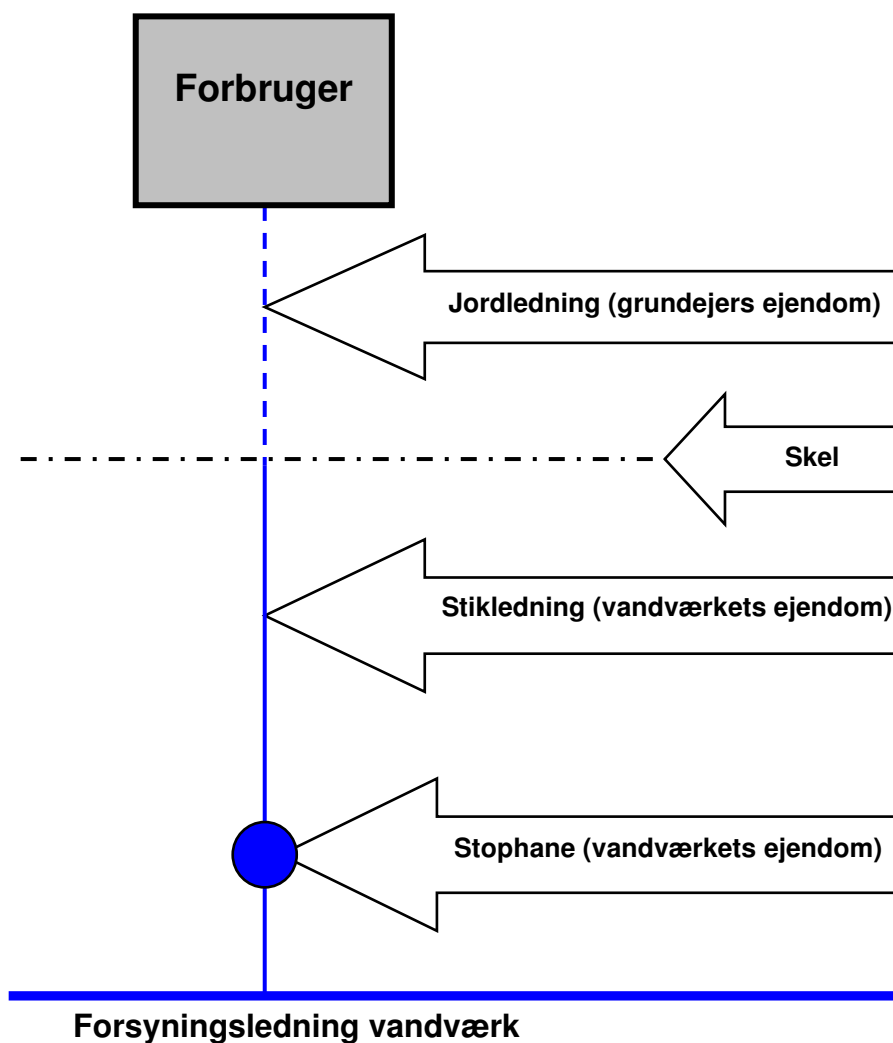 Forbruger
Jordledning (grundejers ejendom)
Skel
Stikledning (vandværkets ejendom)
Stophane (vandværkets ejendom)
Forsyningsledning vandværk